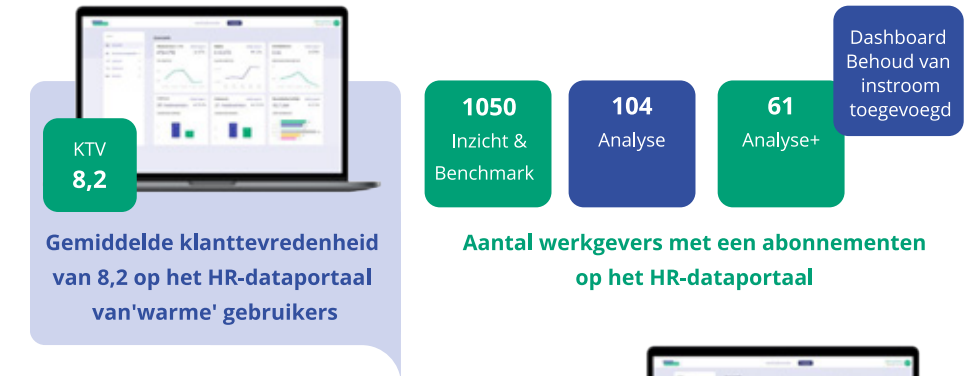 KTV
8,2
Gemiddelde klanttevredenheid
van 8,2 op het HR-dataportaal
van'warme' gebruikers
1050
Inzicht &
Benchmark
104
Analyse
61
Analyse+
Dashboard
Behoud van
instroom
toegevoegd
Aantal werkgevers met een abonnementen
op het HR-dataportaal